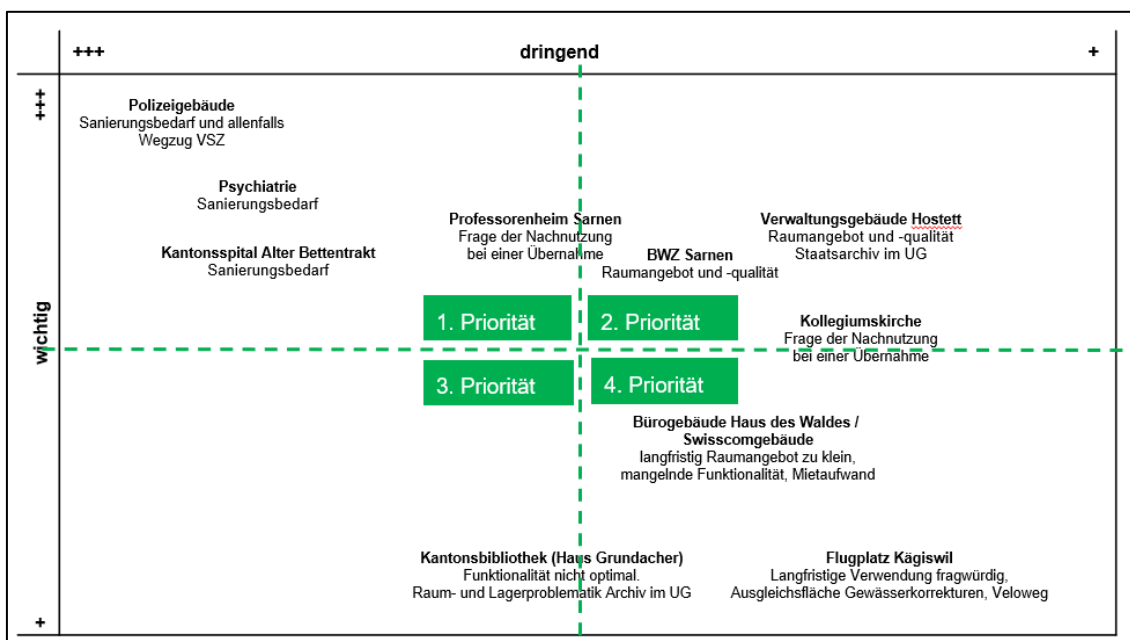 +++
dringend
+
+++
wichtig
+
Polizeigebäude
Sanierungsbedarf und allenfalls
Wegzug VSZ
Psychiatrie
Sanierungsbedarf
Kantonsspital Alter Bettentrakt
Sanierungsbedarf
Professorenheim Sarnen
Frage der Nachnutzung
bei einer Übernahme
BWZ Sarnen
Raumangebot und -qualität
Verwaltungsgebäude Hostett
Raumangebot und -qualität
Staatsarchiv im UG
Kollegiumskirche
Frage der Nachnutzung
bei einer Übernahme
1. Priorität
2. Priorität
3. Priorität
4. Priorität
Bürogebäude Haus des Waldes /
Swisscomgebäude
langfristig Raumangebot zu klein,
mangelnde Funktionalität, Mietaufwand
Kantonsbibliothek (Haus Grundacher)
Funktionalität nicht optimal.
Raum- und Lagerproblematik Archiv im UG
Flugplatz Kägiswil
Langfristige Verwendung fragwürdig,
Ausgleichsfläche Gewässerkorrekturen, Veloweg